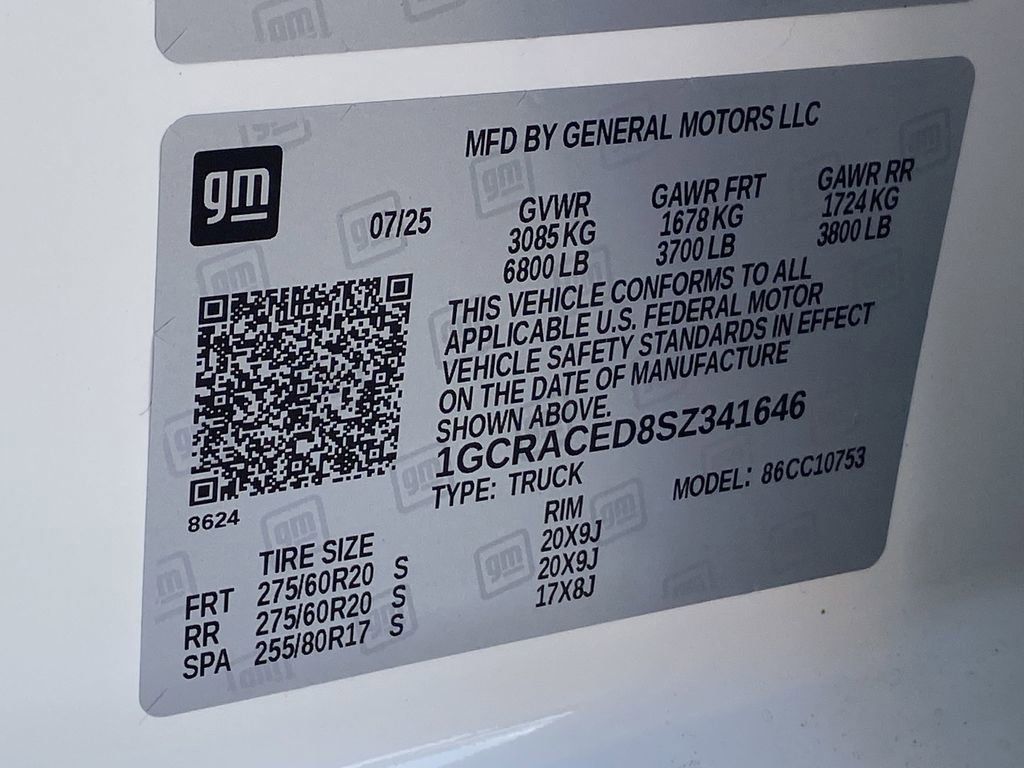 gm
MFD BY GENERAL MOTORS LLC
07/25
GVWR GAWR FRT GAWR RR
3085 KG 1678 KG 1724 KG
6800 LB 3700 LB 3800 LB
THIS VEHICLE CONFORMS TO ALL
APPLICABLE U.S. FEDERAL MOTOR
VEHICLE SAFETY STANDARDS IN EFFECT
ON THE DATE OF MANUFACTURE
SHOWN ABOVE.
1GCRACED8SZ341646
TYPE: TRUCK MODEL: 86CC10753
8624
TIRE SIZE RIM
FRT 275/60R20 S 20X9J
RR 275/60R20 S 20X9J
SPA 255/80R17 S 17X8J